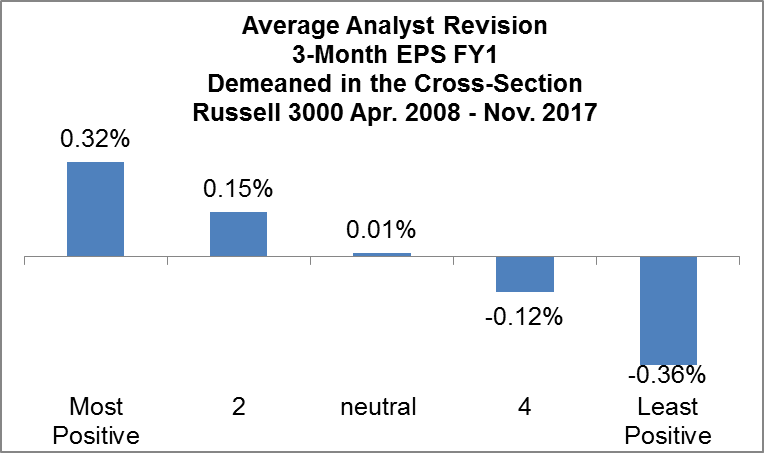 Average Analyst Revision
3-Month EPS FY1
Demeaned in the Cross-Section
Russell 3000 Apr. 2008 - Nov. 2017
0.32%
0.15%
0.01%
-0.12%
-0.36%
Most Positive
2
neutral
4
Least Positive